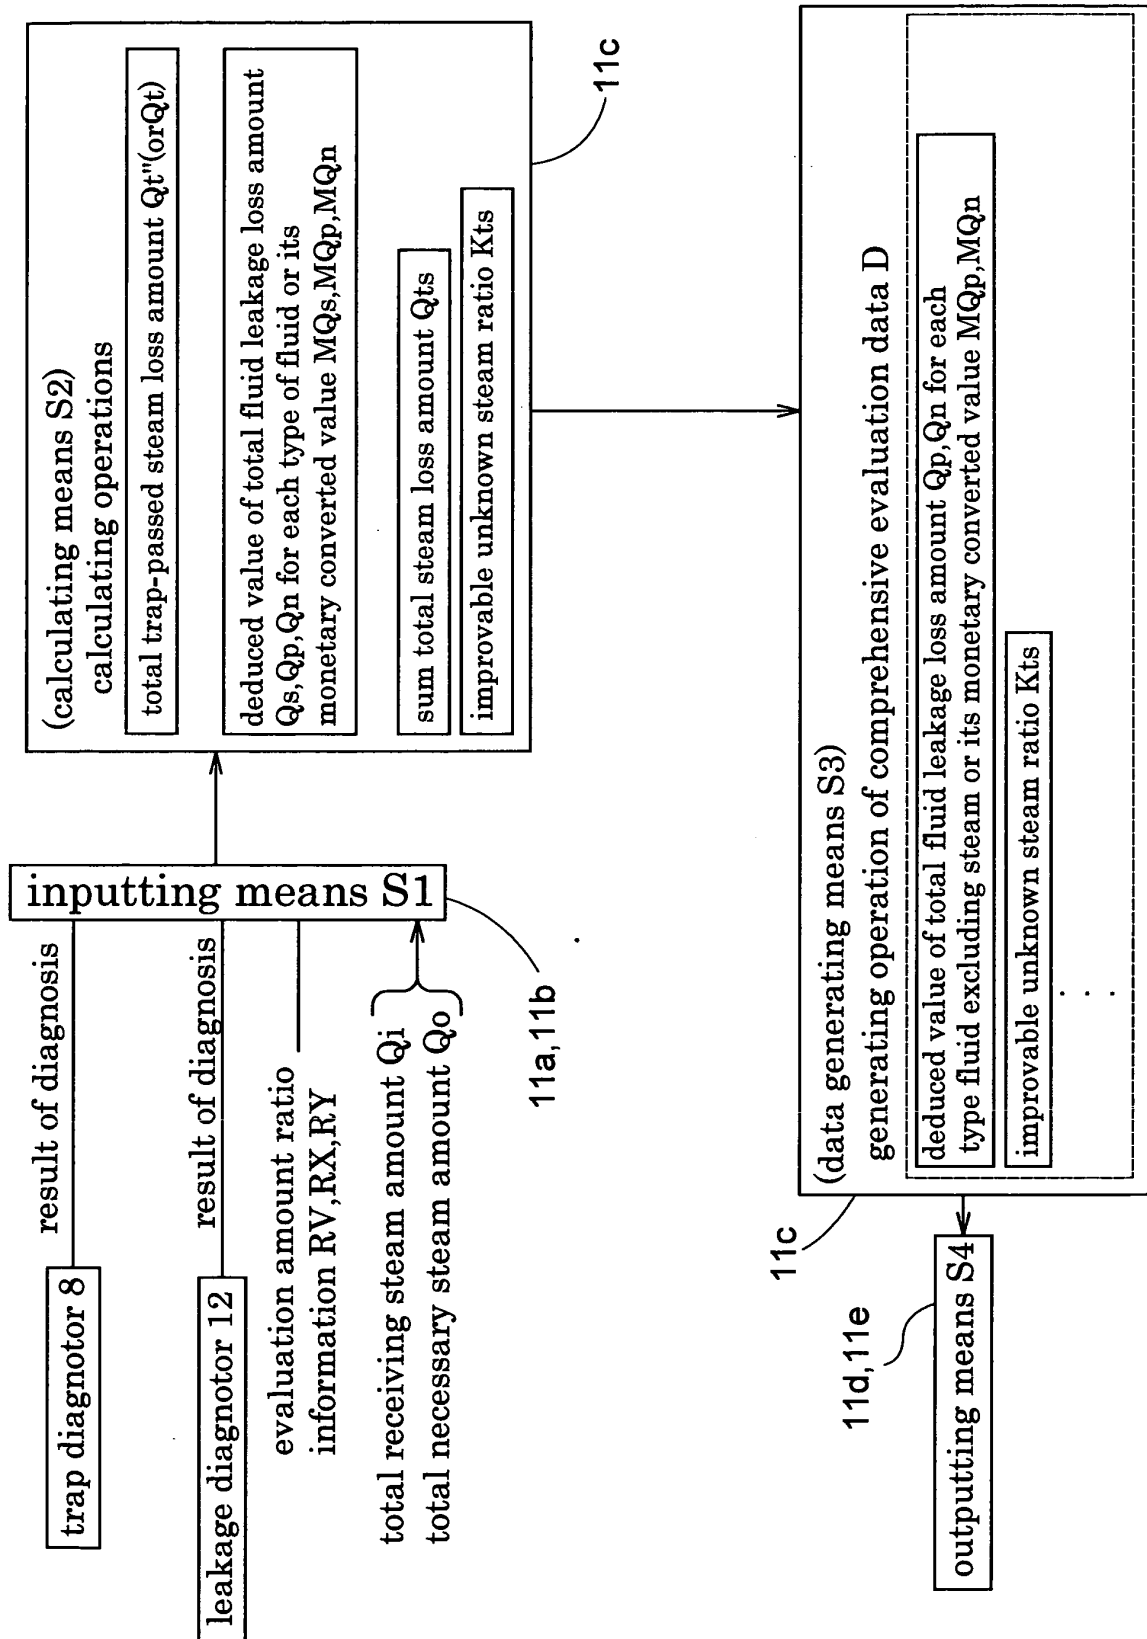 trap diagnotor 8
result of diagnosis
leakage diagnotor 12
result of diagnosis
evaluation amount ratio
information RV,RX,RY
total receiving steam amount Qi
total necessary steam amount Qo
inputting means S1
11a,11b
(calculating means S2)
calculating operations
total trap-passed steam loss amount Qt"(orQt)
deduced value of total fluid leakage loss amount
Qs,Qp,Qn for each type of fluid or its
monetary converted value MQs,MQp,MQn
sum total steam loss amount Qts
improvable unknown steam ratio Kts
11c
(data generating means S3)
generating operation of comprehensive evaluation data D
deduced value of total fluid leakage loss amount Qp,Qn for each
type fluid excluding steam or its monetary converted value MQp,MQn
improvable unknown steam ratio Kts
. . .
11c
outputting means S4
11d,11e